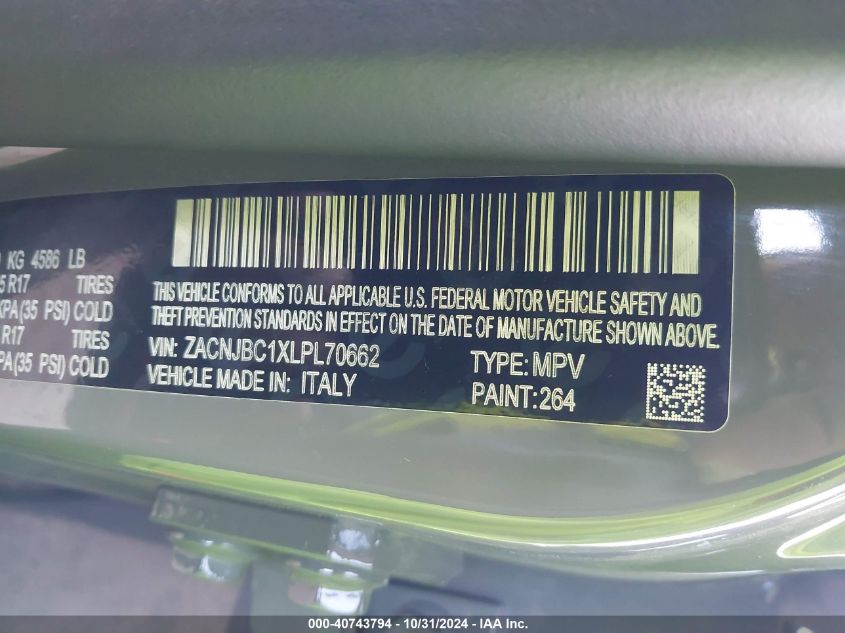 KG 4586 LB
R17 TIRES
KPA(35 PSI) COLD
R17 TIRES
PA(35 PSI) COLD
THIS VEHICLE CONFORMS TO ALL APPLICABLE U.S. FEDERAL MOTOR VEHICLE SAFETY AND
THEFT PREVENTION STANDARDS IN EFFECT ON THE DATE OF MANUFACTURE SHOWN ABOVE.
VIN: ZACNJBC1XLPL70662 TYPE: MPV
VEHICLE MADE IN: ITALY PAINT:264
000-40743794 - 10/31/2024 - IAA Inc.